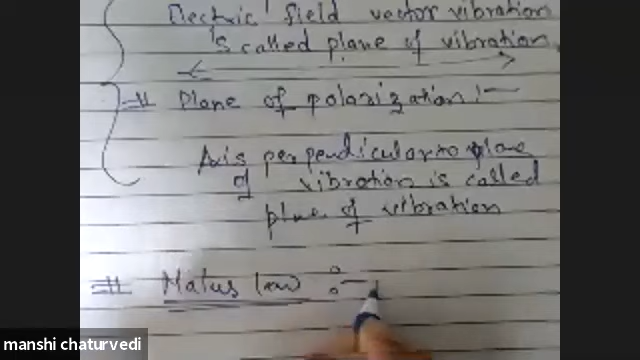 Electric field vector vibration
is called plane of vibration
Plane of polarization :-
Axis perpendicular to plane
of vibration is called
plane of vibration
Malus law :-
manshi chaturvedi